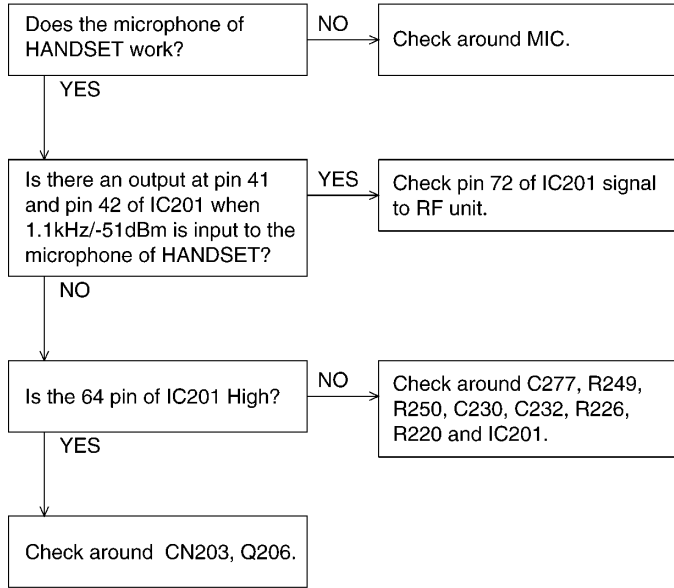 Does the microphone of
HANDSET work?
NO
Check around MIC.
YES
Is there an output at pin 41
and pin 42 of IC201 when
1.1kHz/-51dBm is input to the
microphone of HANDSET?
YES
Check pin 72 of IC201 signal
to RF unit.
NO
Is the 64 pin of IC201 High?
NO
Check around C277, R249,
R250, C230, C232, R226,
R220 and IC201.
YES
Check around CN203, Q206.